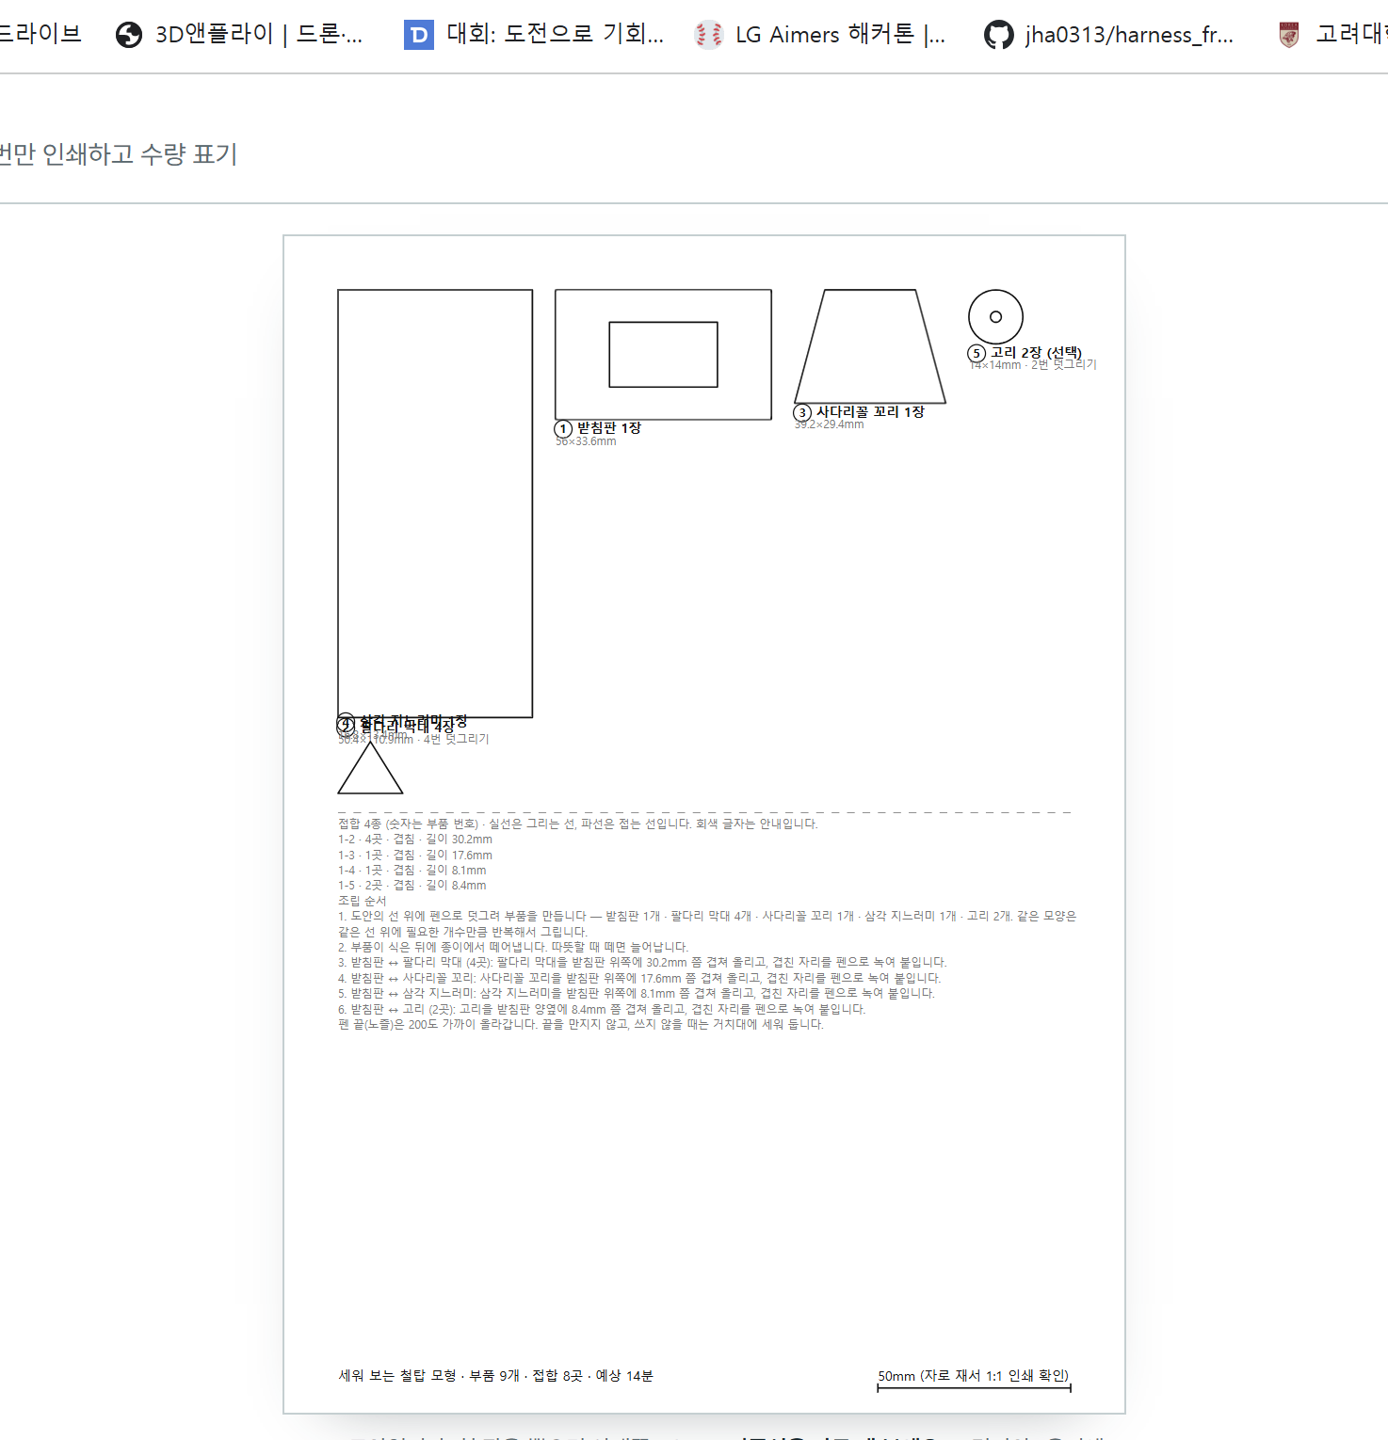 드라이브 3D앤플라이 | 드론·... 대회: 도전으로 기회... LG Aimers 해커톤 |... jha0313/harness_fr... 고려대
번만 인쇄하고 수량 표기
① 받침판 1장
56×33.6mm
③ 사다리꼴 꼬리 1장
39.2×29.4mm
⑤ 고리 2장 (선택)
14×14mm · 2번 덧그리기
④ 삼각 지느러미 1장
② 팔다리 막대 4장
50.4×110.9mm · 4번 덧그리기
접합 4종 (숫자는 부품 번호) · 실선은 그리는 선, 파선은 접는 선입니다. 회색 글자는 안내입니다.
1-2 · 4곳 · 겹침 · 길이 30.2mm
1-3 · 1곳 · 겹침 · 길이 17.6mm
1-4 · 1곳 · 겹침 · 길이 8.1mm
1-5 · 2곳 · 겹침 · 길이 8.4mm
조립 순서
1. 도안의 선 위에 펜으로 덧그려 부품을 만듭니다 — 받침판 1개 · 팔다리 막대 4개 · 사다리꼴 꼬리 1개 · 삼각 지느러미 1개 · 고리 2개. 같은 모양은
같은 선 위에 필요한 개수만큼 반복해서 그립니다.
2. 부품이 식은 뒤에 종이에서 떼어냅니다. 따뜻할 때 떼면 늘어납니다.
3. 받침판 ↔ 팔다리 막대 (4곳): 팔다리 막대을 받침판 위쪽에 30.2mm 쯤 겹쳐 올리고, 겹친 자리를 펜으로 녹여 붙입니다.
4. 받침판 ↔ 사다리꼴 꼬리: 사다리꼴 꼬리을 받침판 위쪽에 17.6mm 쯤 겹쳐 올리고, 겹친 자리를 펜으로 녹여 붙입니다.
5. 받침판 ↔ 삼각 지느러미: 삼각 지느러미을 받침판 위쪽에 8.1mm 쯤 겹쳐 올리고, 겹친 자리를 펜으로 녹여 붙입니다.
6. 받침판 ↔ 고리 (2곳): 고리을 받침판 양옆에 8.4mm 쯤 겹쳐 올리고, 겹친 자리를 펜으로 녹여 붙입니다.
펜 끝(노즐)은 200도 가까이 올라갑니다. 끝을 만지지 않고, 쓰지 않을 때는 거치대에 세워 둡니다.
세워 보는 철탑 모형 · 부품 9개 · 접합 8곳 · 예상 14분
50mm (자로 재서 1:1 인쇄 확인)